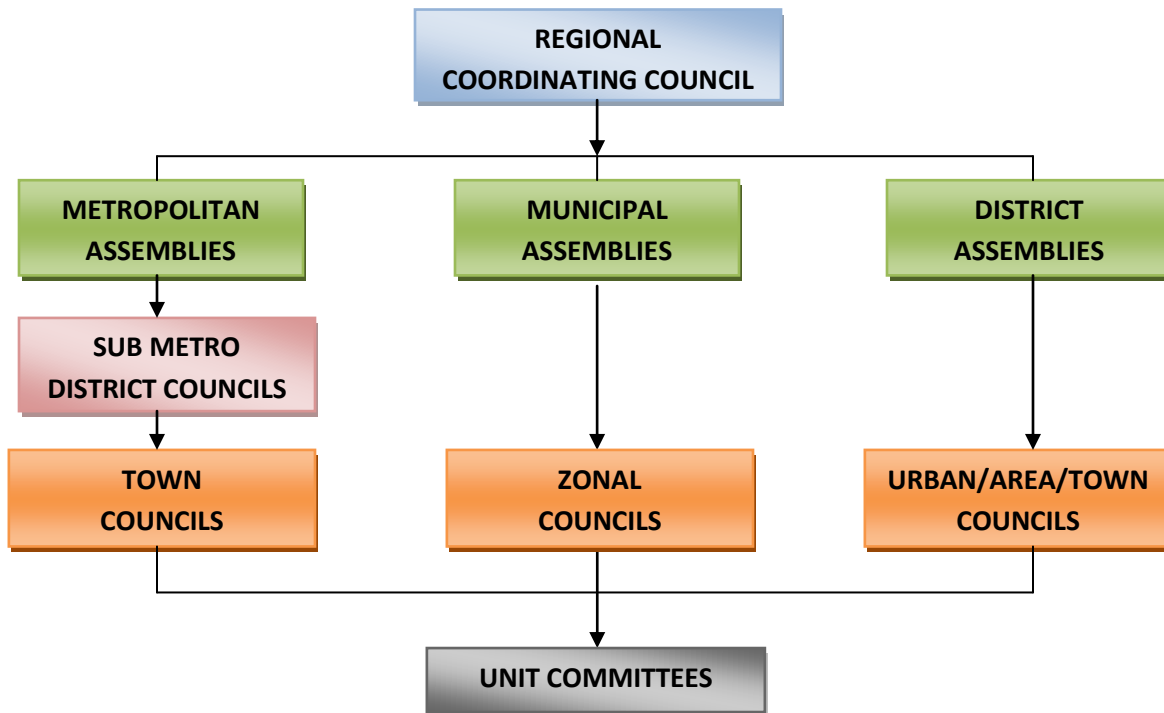 REGIONAL
COORDINATING COUNCIL
METROPOLITAN
ASSEMBLIES
MUNICIPAL
ASSEMBLIES
DISTRICT
ASSEMBLIES
SUB METRO
DISTRICT COUNCILS
TOWN
COUNCILS
ZONAL
COUNCILS
URBAN/AREA/TOWN
COUNCILS
UNIT COMMITTEES